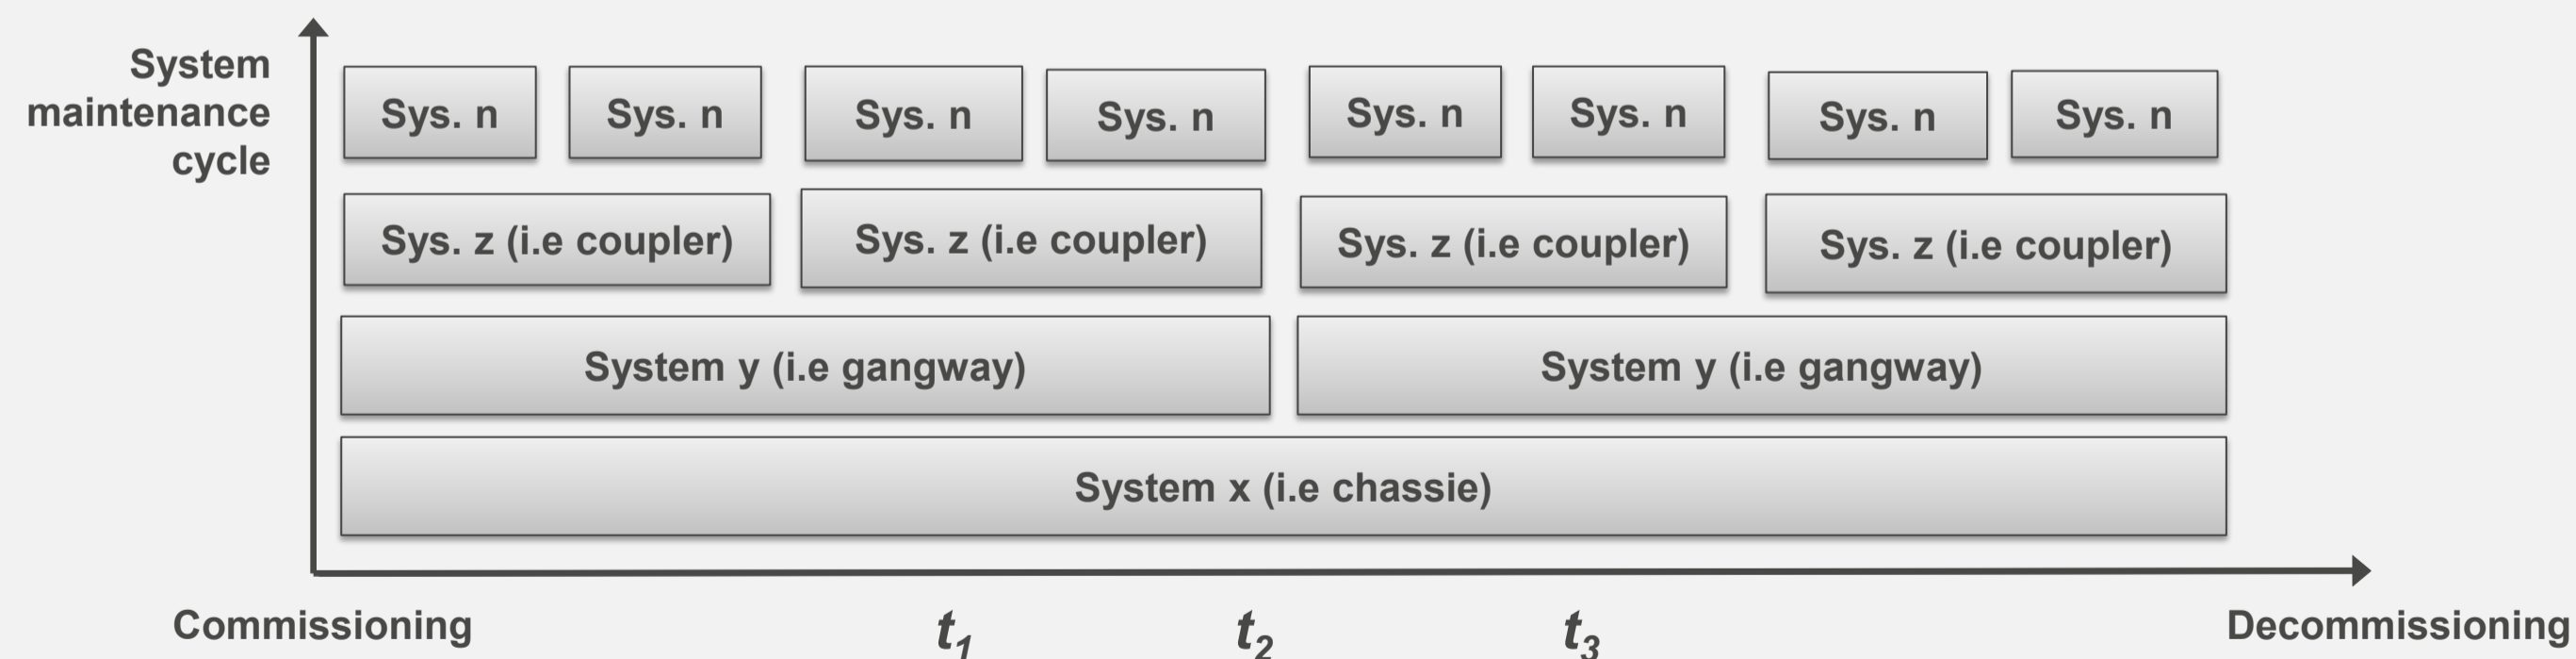 System
maintenance
cycle
Sys. n
Sys. n
Sys. n
Sys. n
Sys. n
Sys. n
Sys. n
Sys. n
Sys. z (i.e coupler)
Sys. z (i.e coupler)
Sys. z (i.e coupler)
Sys. z (i.e coupler)
System y (i.e gangway)
System y (i.e gangway)
System x (i.e chassie)
Commissioning
t1
t2
t3
Decommissioning